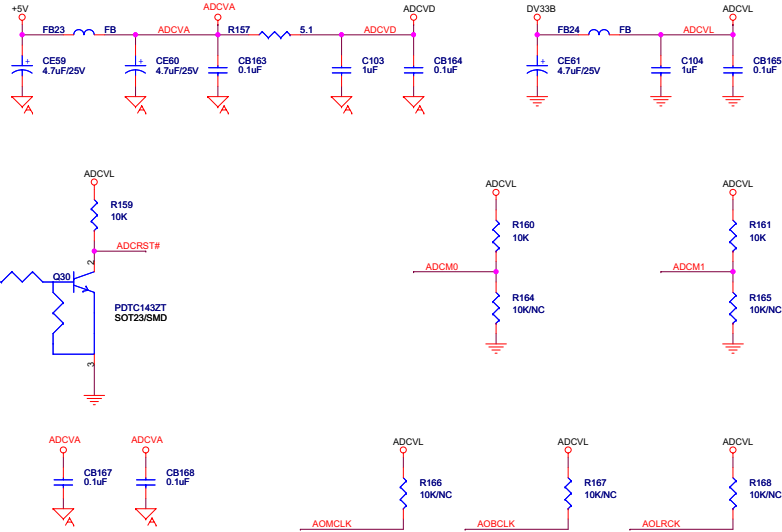 +5V
ADCVA
ADCVD
DV33B
ADCVL
FB23 FB ADCVA R157 5.1 ADCVD
FB24 FB ADCVL
CE59
4.7uF/25V
CE60
4.7uF/25V
CB163
0.1uF
C103
1uF
CB164
0.1uF
CE61
4.7uF/25V
C104
1uF
CB165
0.1uF
A A A A A
ADCVL
R159
10K
ADCRST#
2
Q30
PDTC143ZT
SOT23/SMD
3
ADCVL
R160
10K
ADCM0
R164
10K/NC
ADCVL
R161
10K
ADCM1
R165
10K/NC
ADCVA
CB167
0.1uF
A
ADCVA
CB168
0.1uF
A
ADCVL
R166
10K/NC
AOMCLK
ADCVL
R167
10K/NC
AOBCLK
ADCVL
R168
10K/NC
AOLRCK